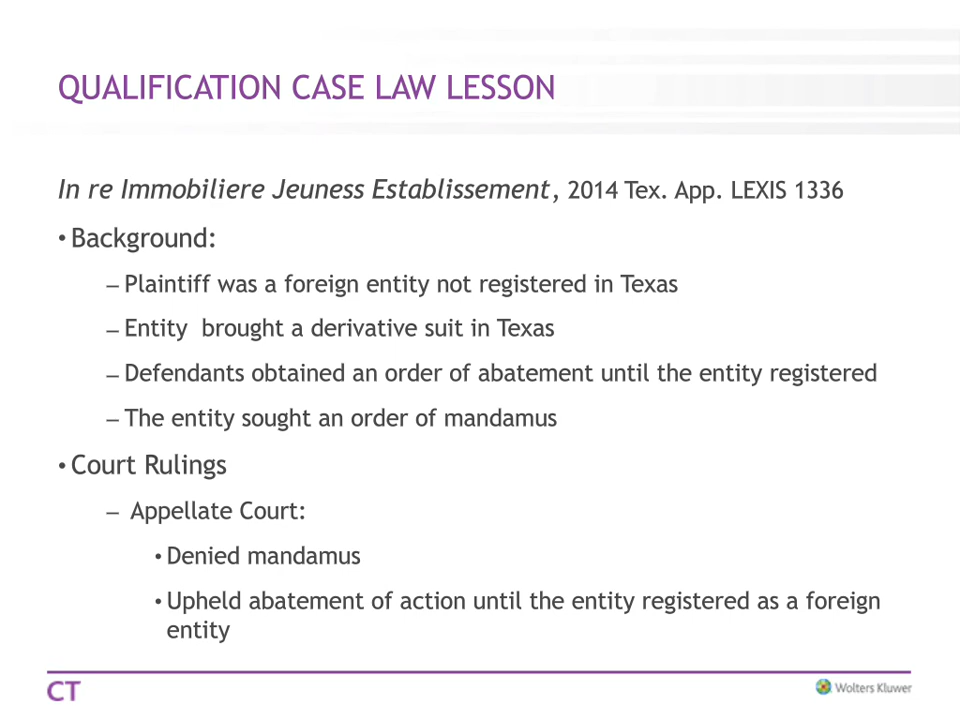 QUALIFICATION CASE LAW LESSON
In re Immobiliere Jeuness Establissement, 2014 Tex. App. LEXIS 1336
• Background:
– Plaintiff was a foreign entity not registered in Texas
– Entity  brought a derivative suit in Texas
– Defendants obtained an order of abatement until the entity registered
– The entity sought an order of mandamus
• Court Rulings
– Appellate Court:
• Denied mandamus
• Upheld abatement of action until the entity registered as a foreign
entity
CT
Wolters Kluwer